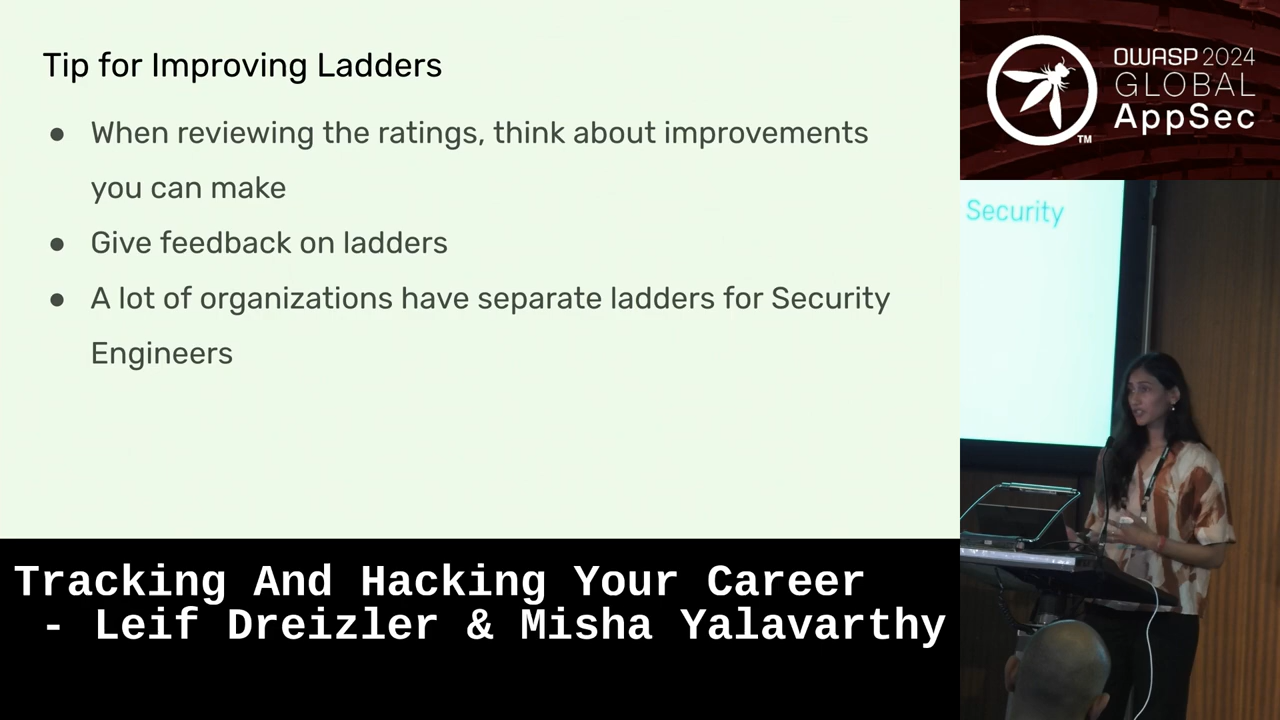 Tip for Improving Ladders
● When reviewing the ratings, think about improvements
you can make
● Give feedback on ladders
● A lot of organizations have separate ladders for Security
Engineers
OWASP 2024
GLOBAL
AppSec
TM
Security
Tracking And Hacking Your Career
- Leif Dreizler & Misha Yalavarthy